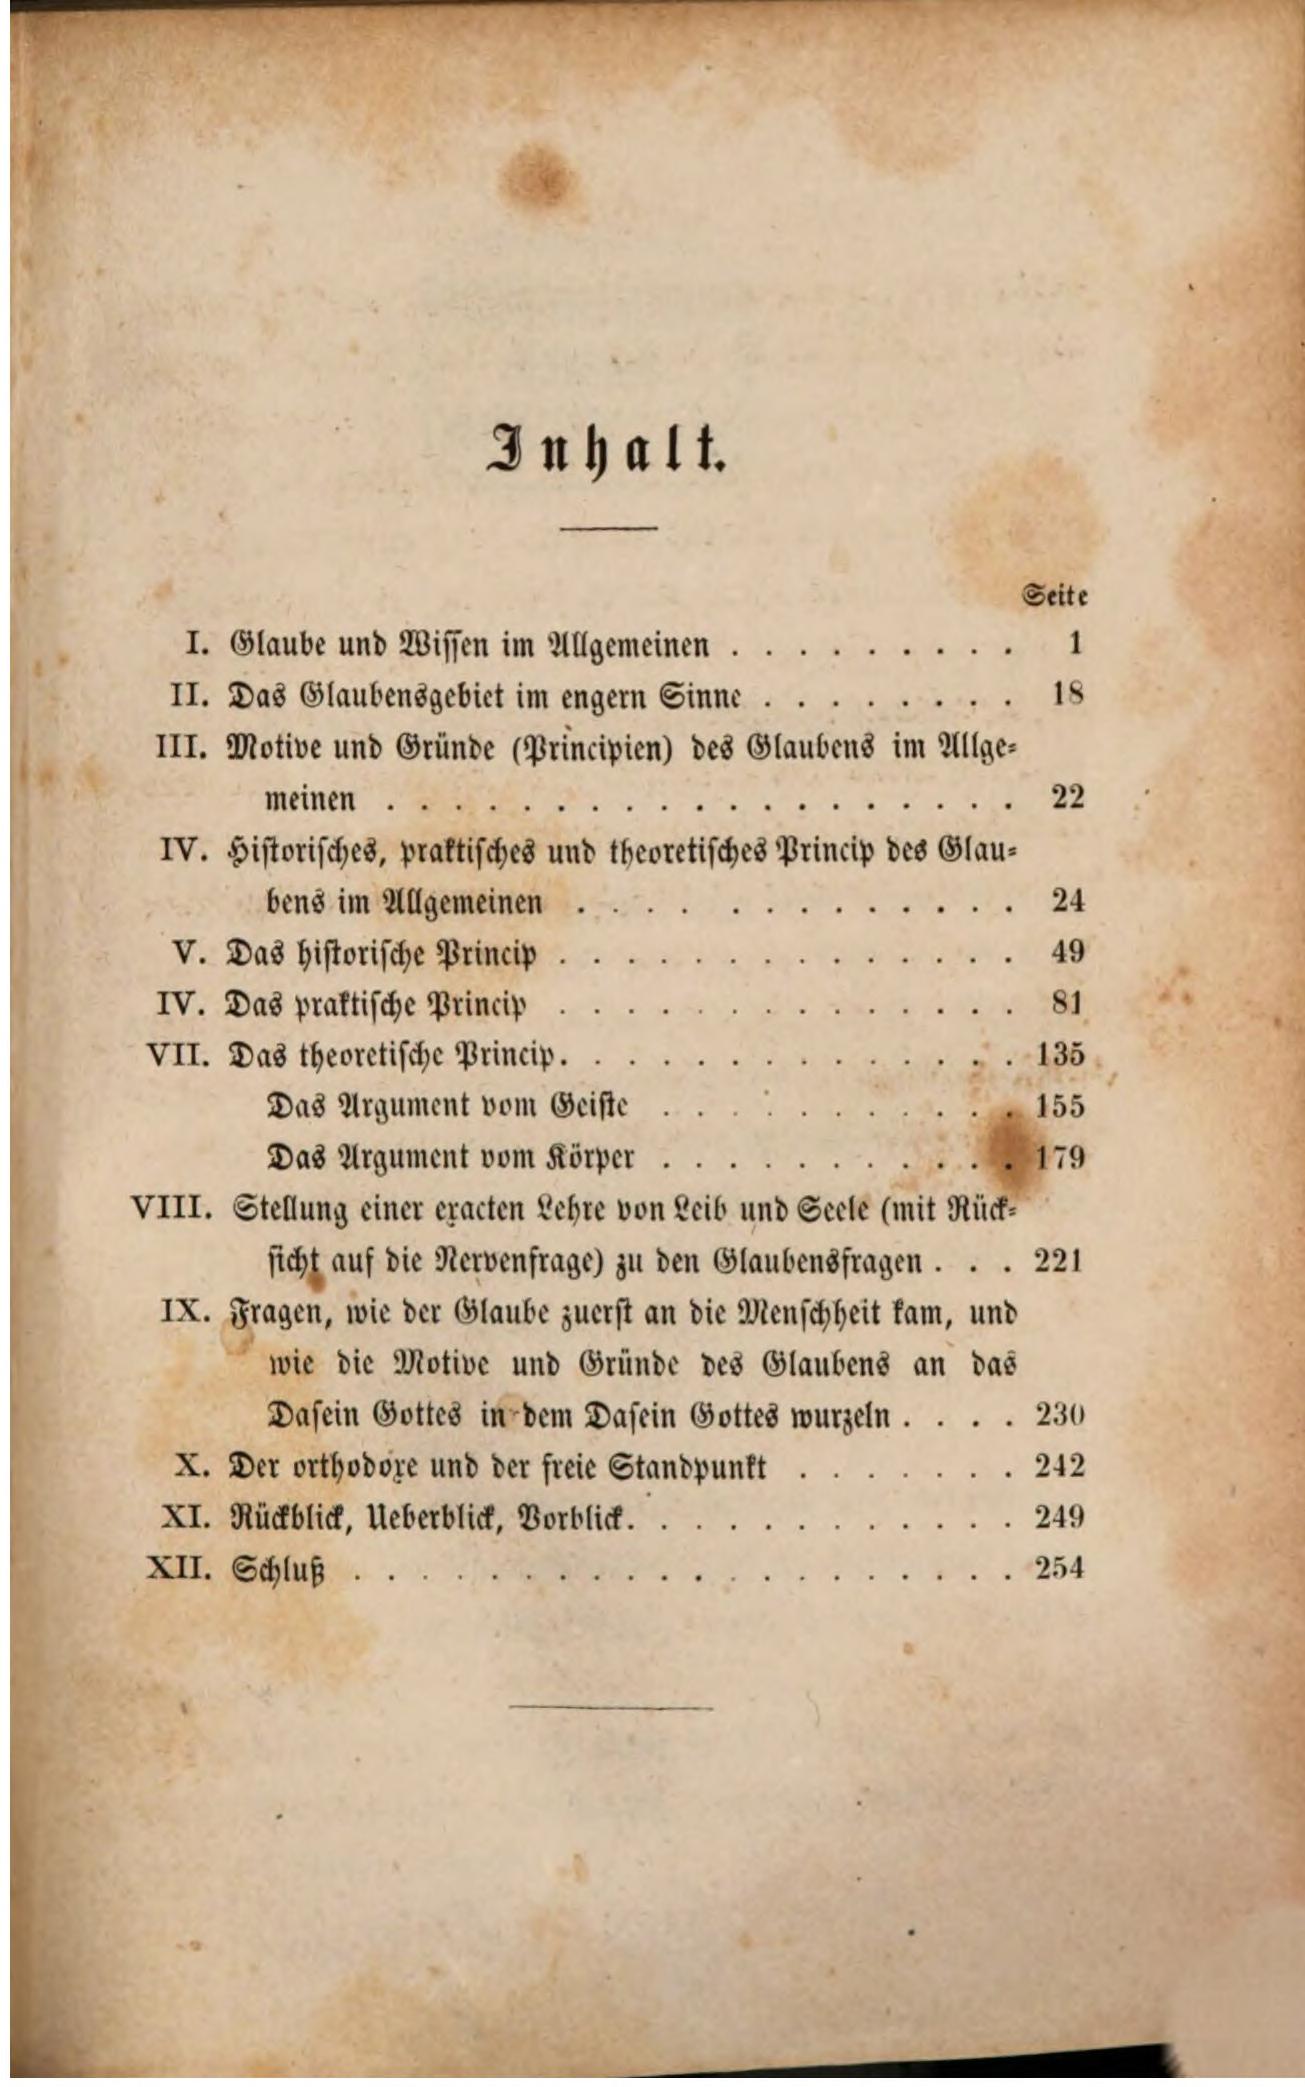 Inhalt.
Seite
I. Glaube und Wissen im Allgemeinen . . . . . . . . . 1
II. Das Glaubensgebiet im engern Sinne . . . . . . . . 18
III. Motive und Gründe (Principien) des Glaubens im Allge-
meinen . . . . . . . . . . . . . . . . . . . 22
IV. Historisches, praktisches und theoretisches Princip des Glau-
bens im Allgemeinen . . . . . . . . . . . . . 24
V. Das historische Princip . . . . . . . . . . . . . . 49
IV. Das praktische Princip . . . . . . . . . . . . . . 81
VII. Das theoretische Princip. . . . . . . . . . . . . . 135
Das Argument vom Geiste . . . . . . . . . . . 155
Das Argument vom Körper . . . . . . . . . . . 179
VIII. Stellung einer exacten Lehre von Leib und Seele (mit Rück-
sicht auf die Nervenfrage) zu den Glaubensfragen . . . 221
IX. Fragen, wie der Glaube zuerst an die Menschheit kam, und
wie die Motive und Gründe des Glaubens an das
Dasein Gottes in dem Dasein Gottes wurzeln . . . . 230
X. Der orthodoxe und der freie Standpunkt . . . . . . . 242
XI. Rückblick, Ueberblick, Vorblick. . . . . . . . . . . . 249
XII. Schluß . . . . . . . . . . . . . . . . . . . . 254